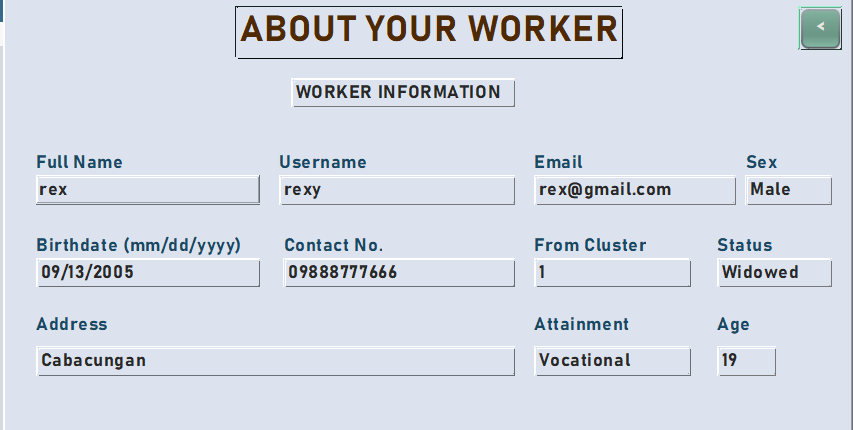 ABOUT YOUR WORKER
<
WORKER INFORMATION
Full Name Username Email Sex
rex rexy rex@gmail.com Male
Birthdate (mm/dd/yyyy) Contact No. From Cluster Status
09/13/2005 09888777666 1 Widowed
Address Attainment Age
Cabacungan Vocational 19